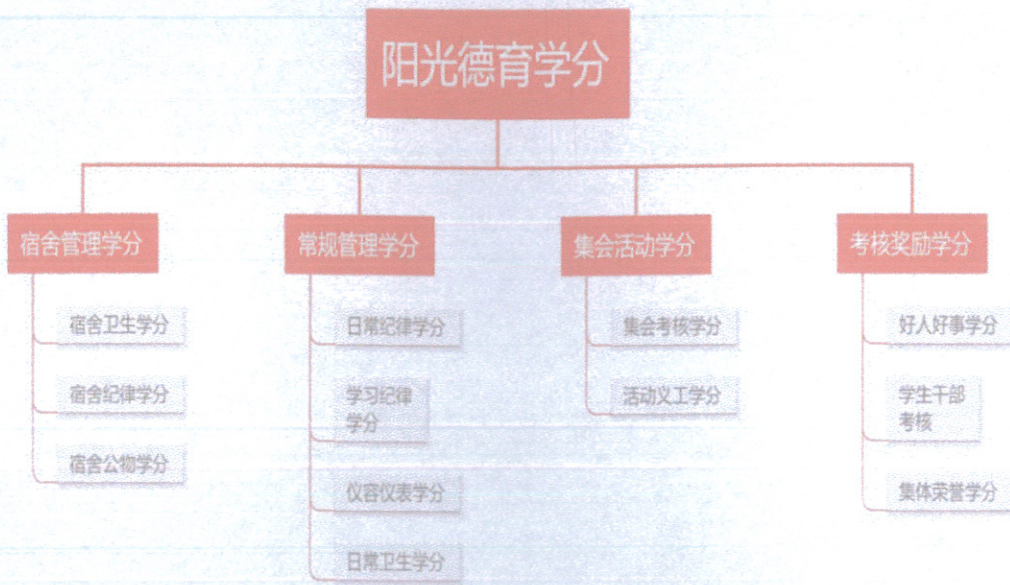 阳光德育学分
宿舍管理学分
宿舍卫生学分
宿舍纪律学分
宿舍公物学分
常规管理学分
日常纪律学分
学习纪律
学分
仪容仪表学分
日常卫生学分
集会活动学分
集会考核学分
活动义工学分
考核奖励学分
好人好事学分
学生干部
考核
集体荣誉学分